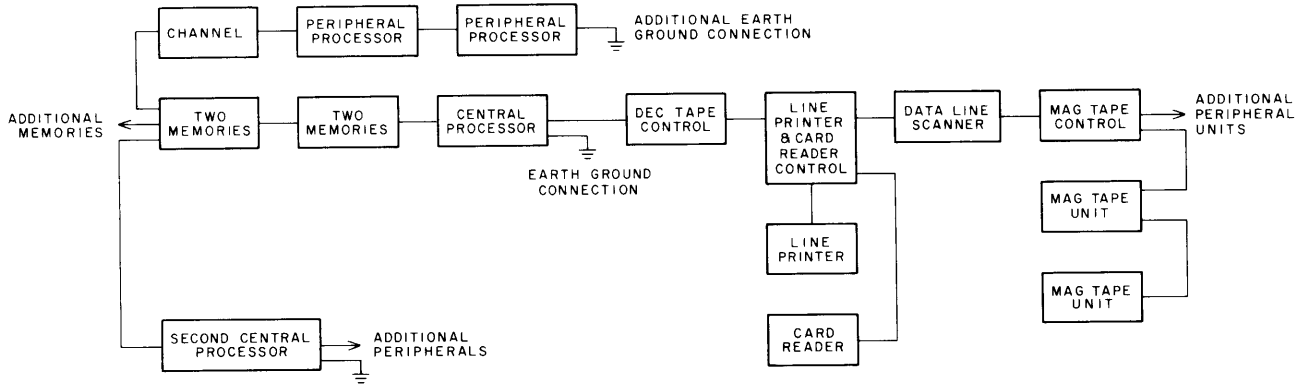 CHANNEL
PERIPHERAL
PROCESSOR
PERIPHERAL
PROCESSOR
ADDITIONAL EARTH
GROUND CONNECTION
ADDITIONAL
MEMORIES
TWO
MEMORIES
TWO
MEMORIES
CENTRAL
PROCESSOR
EARTH GROUND
CONNECTION
DEC TAPE
CONTROL
LINE
PRINTER
& CARD
READER
CONTROL
DATA LINE
SCANNER
MAG TAPE
CONTROL
ADDITIONAL
PERIPHERAL
UNITS
MAG TAPE
UNIT
LINE
PRINTER
MAG TAPE
UNIT
SECOND CENTRAL
PROCESSOR
ADDITIONAL
PERIPHERALS
CARD
READER